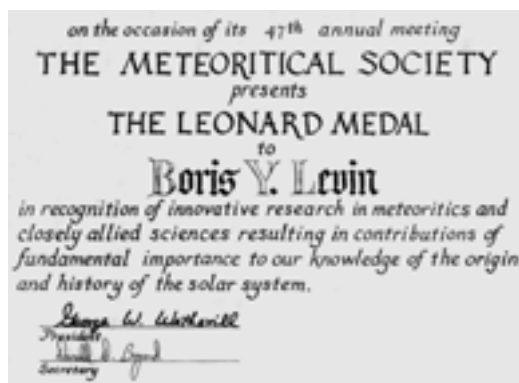 on the occasion of its 47th annual meeting
THE METEORITICAL SOCIETY
presents
THE LEONARD MEDAL
to
Boris Y. Levin
in recognition of innovative research in meteoritics and
closely allied sciences resulting in contributions of
fundamental importance to our knowledge of the origin
and history of the solar system.
George W. Wetherill
President
Secretary